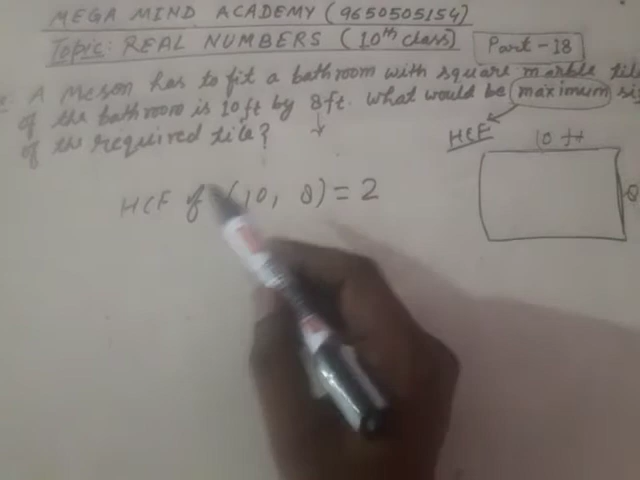 MEGA MIND ACADEMY (9650505154)
Topic: REAL NUMBERS (10th class) Part-18
A Meson has to fit a bathroom with square marble tile
of the bathroom is 10ft by 8ft. What would be maximum
of the required tile?
HCF
10 ft
HCF of (10, 8) = 2